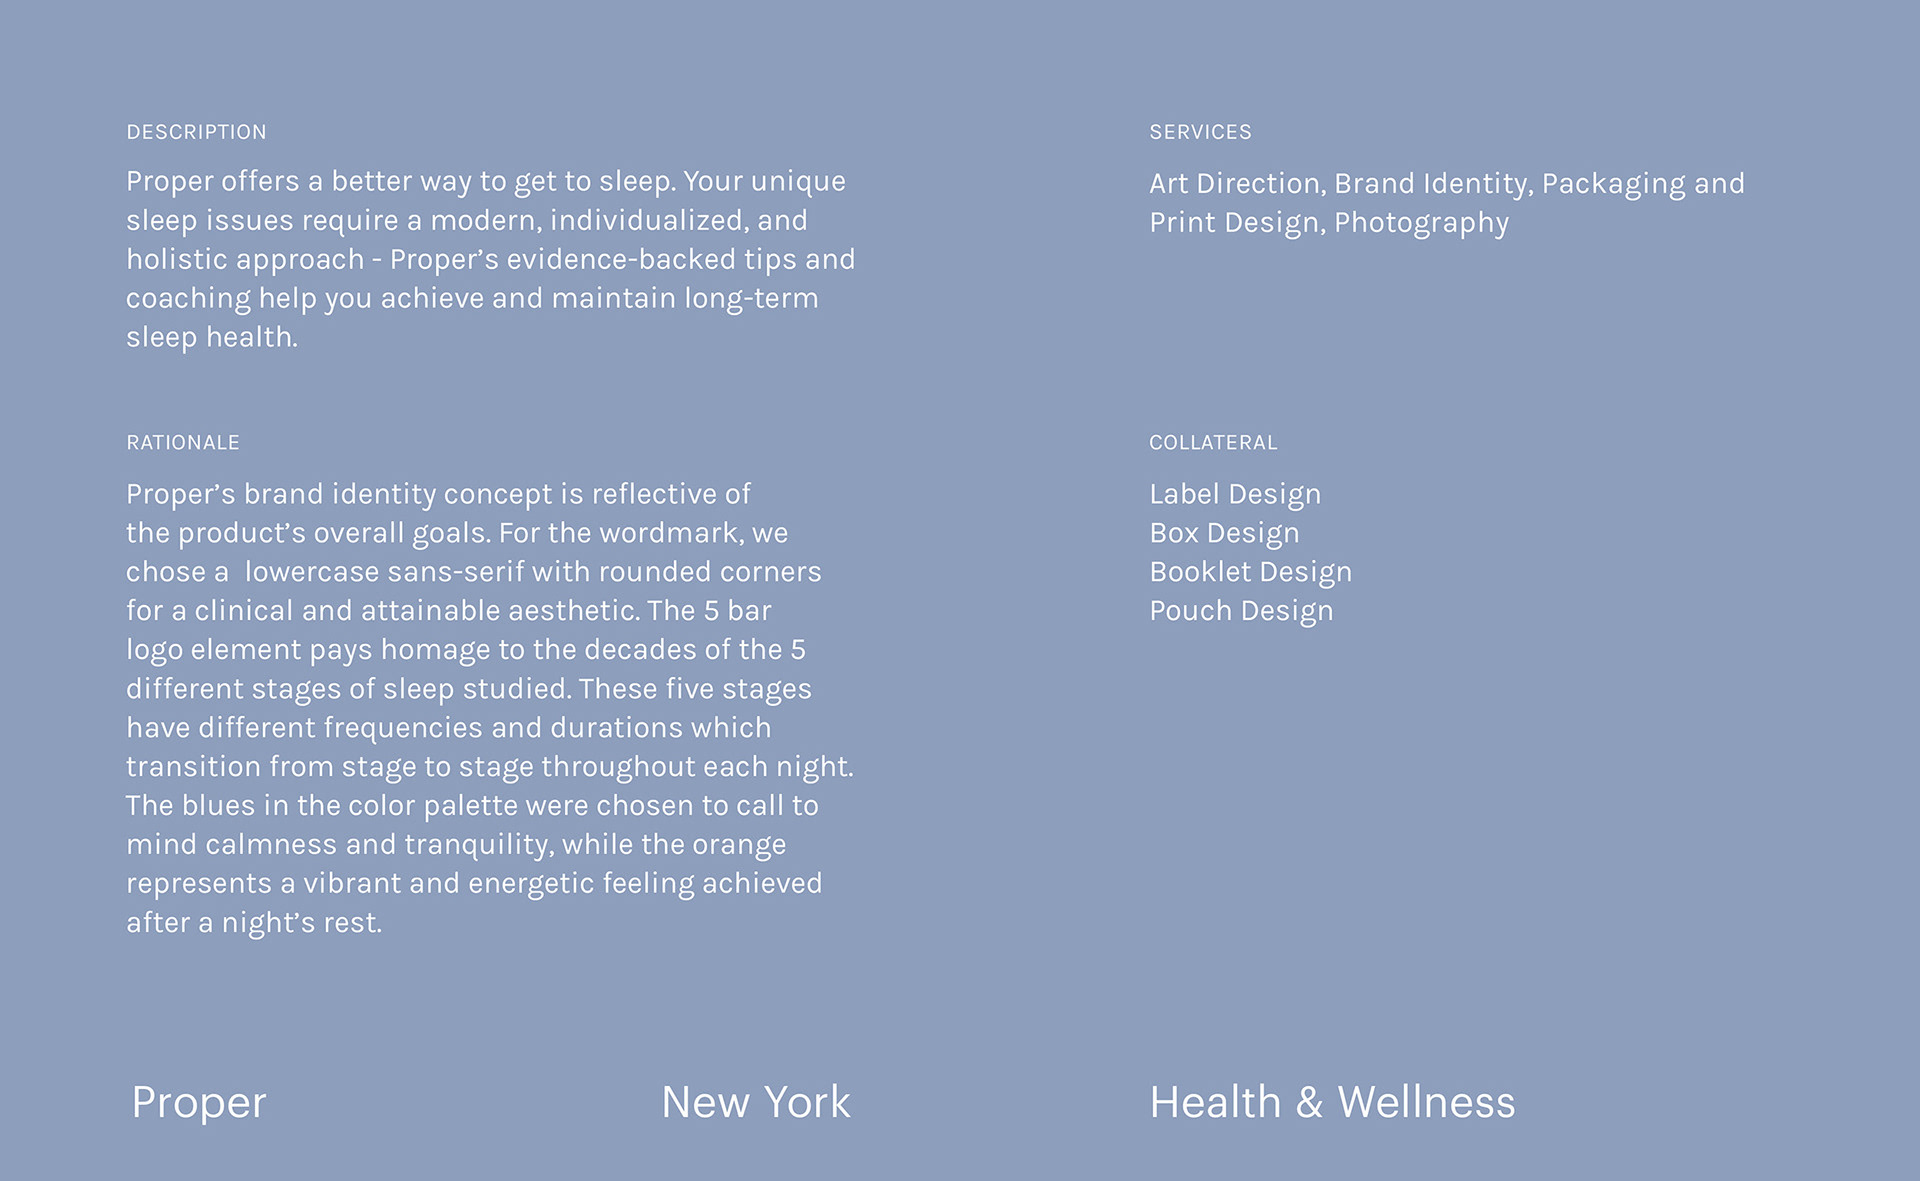 DESCRIPTION
Proper offers a better way to get to sleep. Your unique
sleep issues require a modern, individualized, and
holistic approach - Proper’s evidence-backed tips and
coaching help you achieve and maintain long-term
sleep health.
RATIONALE
Proper’s brand identity concept is reflective of
the product’s overall goals. For the wordmark, we
chose a  lowercase sans-serif with rounded corners
for a clinical and attainable aesthetic. The 5 bar
logo element pays homage to the decades of the 5
different stages of sleep studied. These five stages
have different frequencies and durations which
transition from stage to stage throughout each night.
The blues in the color palette were chosen to call to
mind calmness and tranquility, while the orange
represents a vibrant and energetic feeling achieved
after a night’s rest.
SERVICES
Art Direction, Brand Identity, Packaging and
Print Design, Photography
COLLATERAL
Label Design
Box Design
Booklet Design
Pouch Design
Proper
New York
Health & Wellness